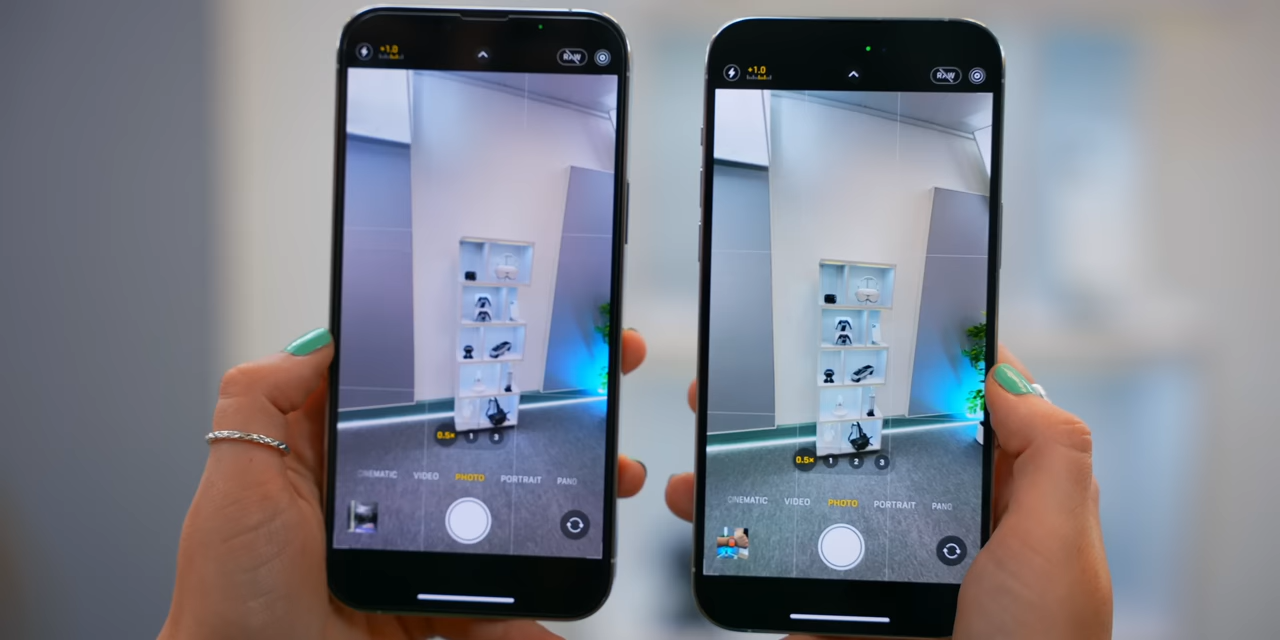 +1.0
RAW
0.5× 1 3
CINEMATIC VIDEO PHOTO PORTRAIT PANO
+1.0
RAW
0.5× 1 2 3
CINEMATIC VIDEO PHOTO PORTRAIT PANO